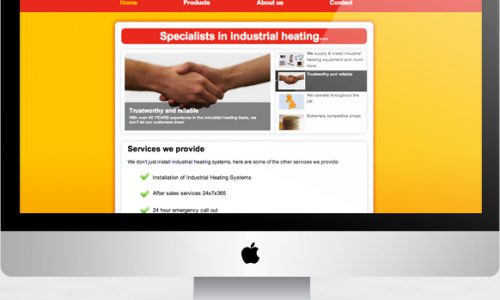 Home Products About us Contact
Specialists in industrial heating...
We supply & install industrial
heating equipment and much
more
Trustworthy and reliable
We operate throughout the
UK
Extremely competitive prices
Trustworthy and reliable
With over 40 YEARS experience in the industrial heating trade, we
don't let our customers down
Services we provide
We don't just install industrial heating systems, here are some of the other services we provide:
Installation of Industrial Heating Systems
After sales services 24x7x365
24 hour emergency call out